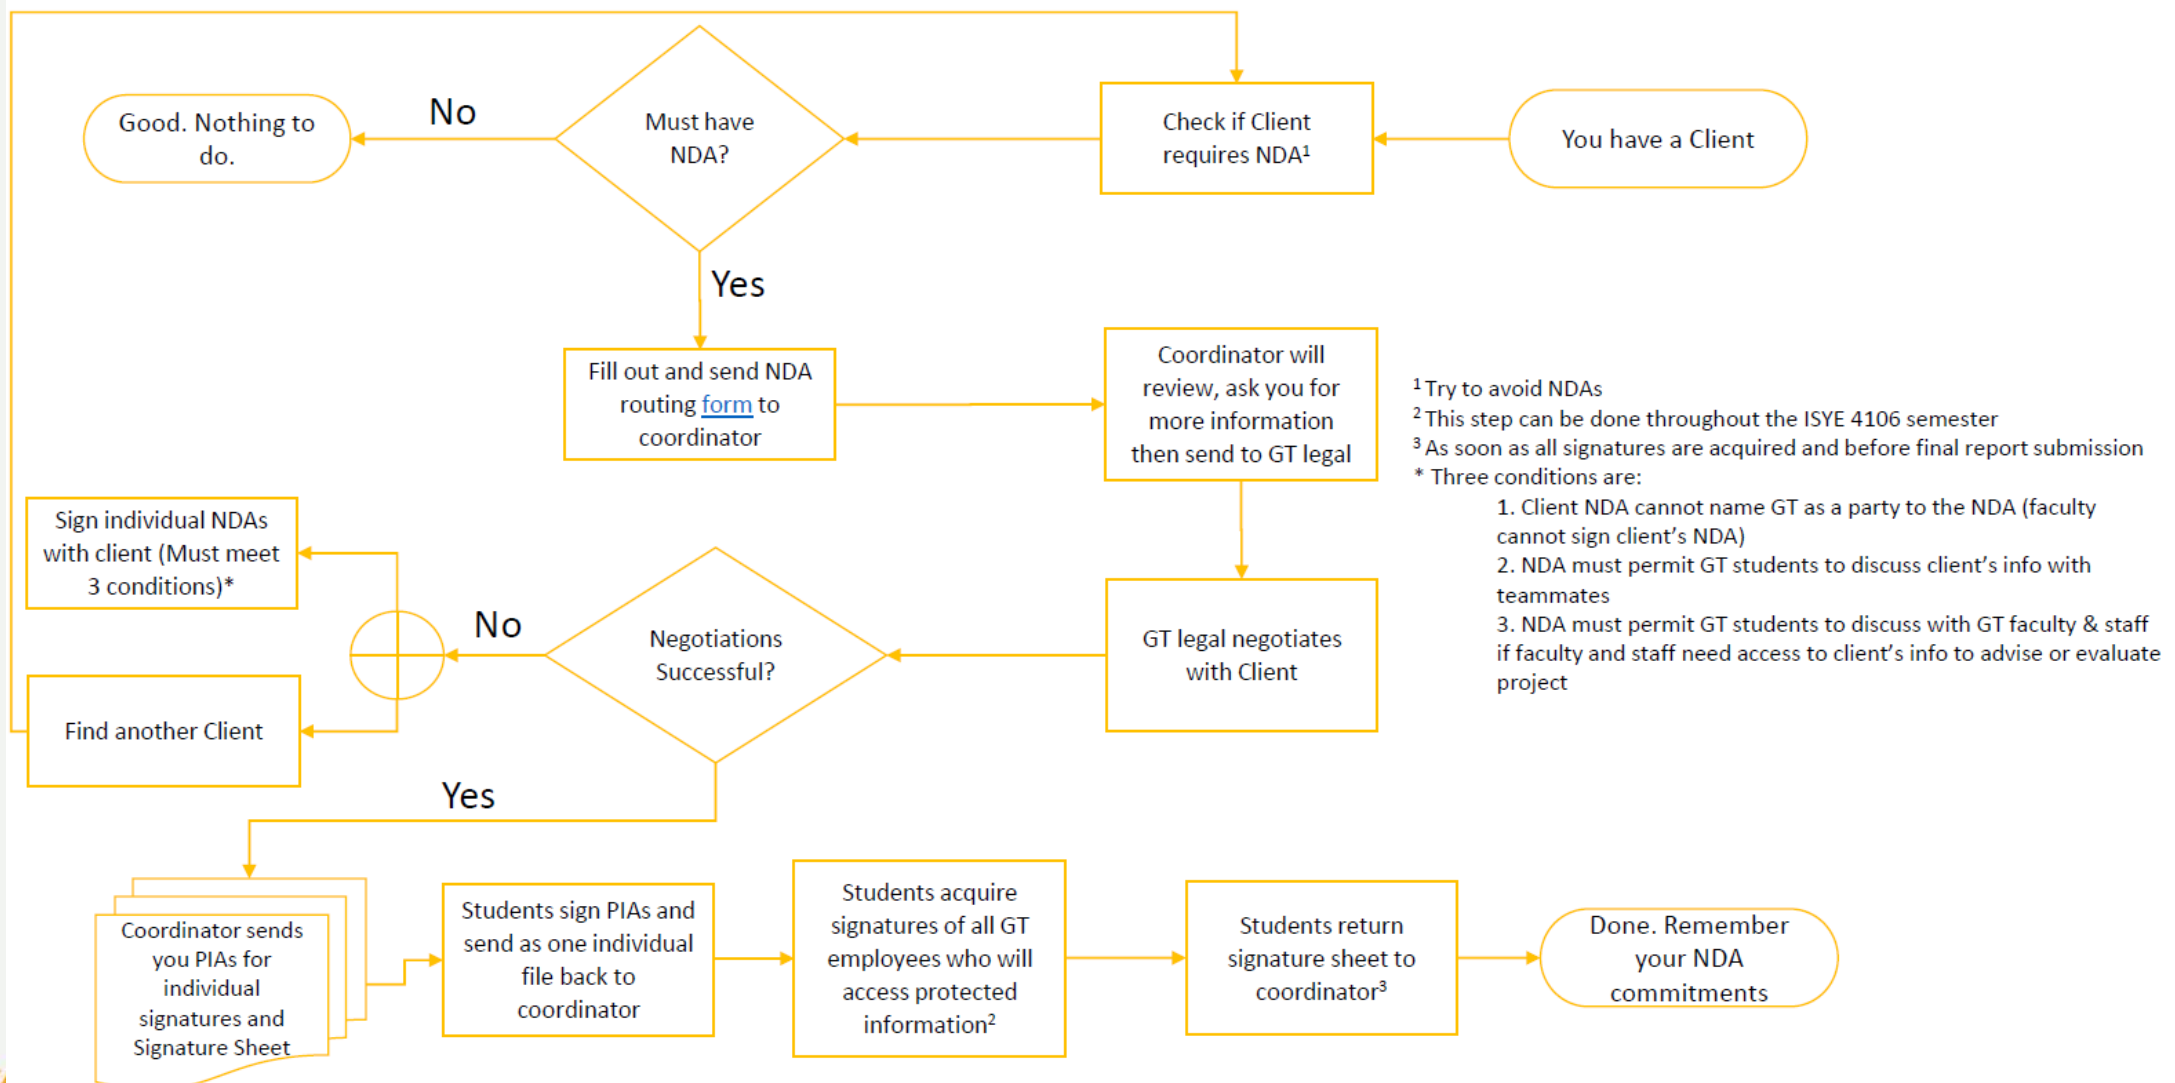 No
Good. Nothing to
do.
Must have
NDA?
Check if Client
requires NDA¹
You have a Client
Yes
Fill out and send NDA
routing form to
coordinator
Coordinator will
review, ask you for
more information
then send to GT legal
¹ Try to avoid NDAs
² This step can be done throughout the ISYE 4106 semester
³ As soon as all signatures are acquired and before final report submission
* Three conditions are:
1. Client NDA cannot name GT as a party to the NDA (faculty
cannot sign client’s NDA)
2. NDA must permit GT students to discuss client’s info with
teammates
3. NDA must permit GT students to discuss with GT faculty & staff
if faculty and staff need access to client’s info to advise or evaluate
project
Sign individual NDAs
with client (Must meet
3 conditions)*
No
Negotiations
Successful?
GT legal negotiates
with Client
Find another Client
Yes
Coordinator sends
you PIAs for
individual
signatures and
Signature Sheet
Students sign PIAs and
send as one individual
file back to
coordinator
Students acquire
signatures of all GT
employees who will
access protected
information²
Students return
signature sheet to
coordinator³
Done. Remember
your NDA
commitments